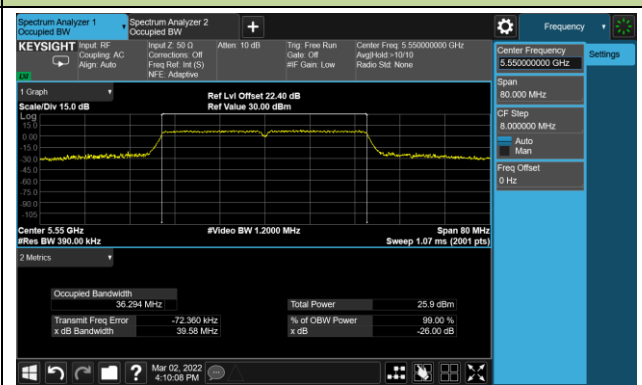 Spectrum Analyzer 1
Occupied BW
Spectrum Analyzer 2
Occupied BW
Frequency
KEYSIGHT
Input: RF
Coupling: AC
Align: Auto
Input Z: 50 Ω
Corrections: Off
Freq Ref: Int (S)
NFE: Adaptive
Atten: 10 dB
Trig: Free Run
Gate: Off
#IF Gain: Low
Center Freq: 5.550000000 GHz
Avg|Hold:>10/10
Radio Std: None
Center Frequency
5.550000000 GHz
Settings
Span
80.000 MHz
CF Step
8.000000 MHz
Auto
Man
Freq Offset
0 Hz
1 Graph
Scale/Div 15.0 dB
Ref Lvl Offset 22.40 dB
Ref Value 30.00 dBm
Log
15.0
0.00
-15.0
-30.0
-45.0
-60.0
-75.0
-90.0
-105
Center 5.55 GHz
#Video BW 1.2000 MHz
Span 80 MHz
#Res BW 390.00 kHz
Sweep 1.07 ms (2001 pts)
2 Metrics
Occupied Bandwidth
36.294 MHz
Total Power 25.9 dBm
Transmit Freq Error -72.360 kHz
% of OBW Power 99.00 %
x dB Bandwidth 39.58 MHz
x dB -26.00 dB
Mar 02, 2022
4:10:08 PM